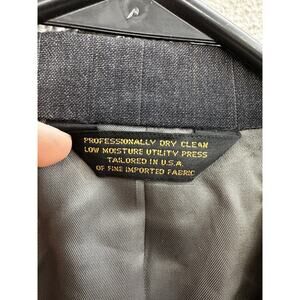 PROFESSIONALLY DRY CLEAN
LOW MOISTURE UTILITY PRESS
TAILORED IN U.S.A.
OF FINE IMPORTED FABRIC